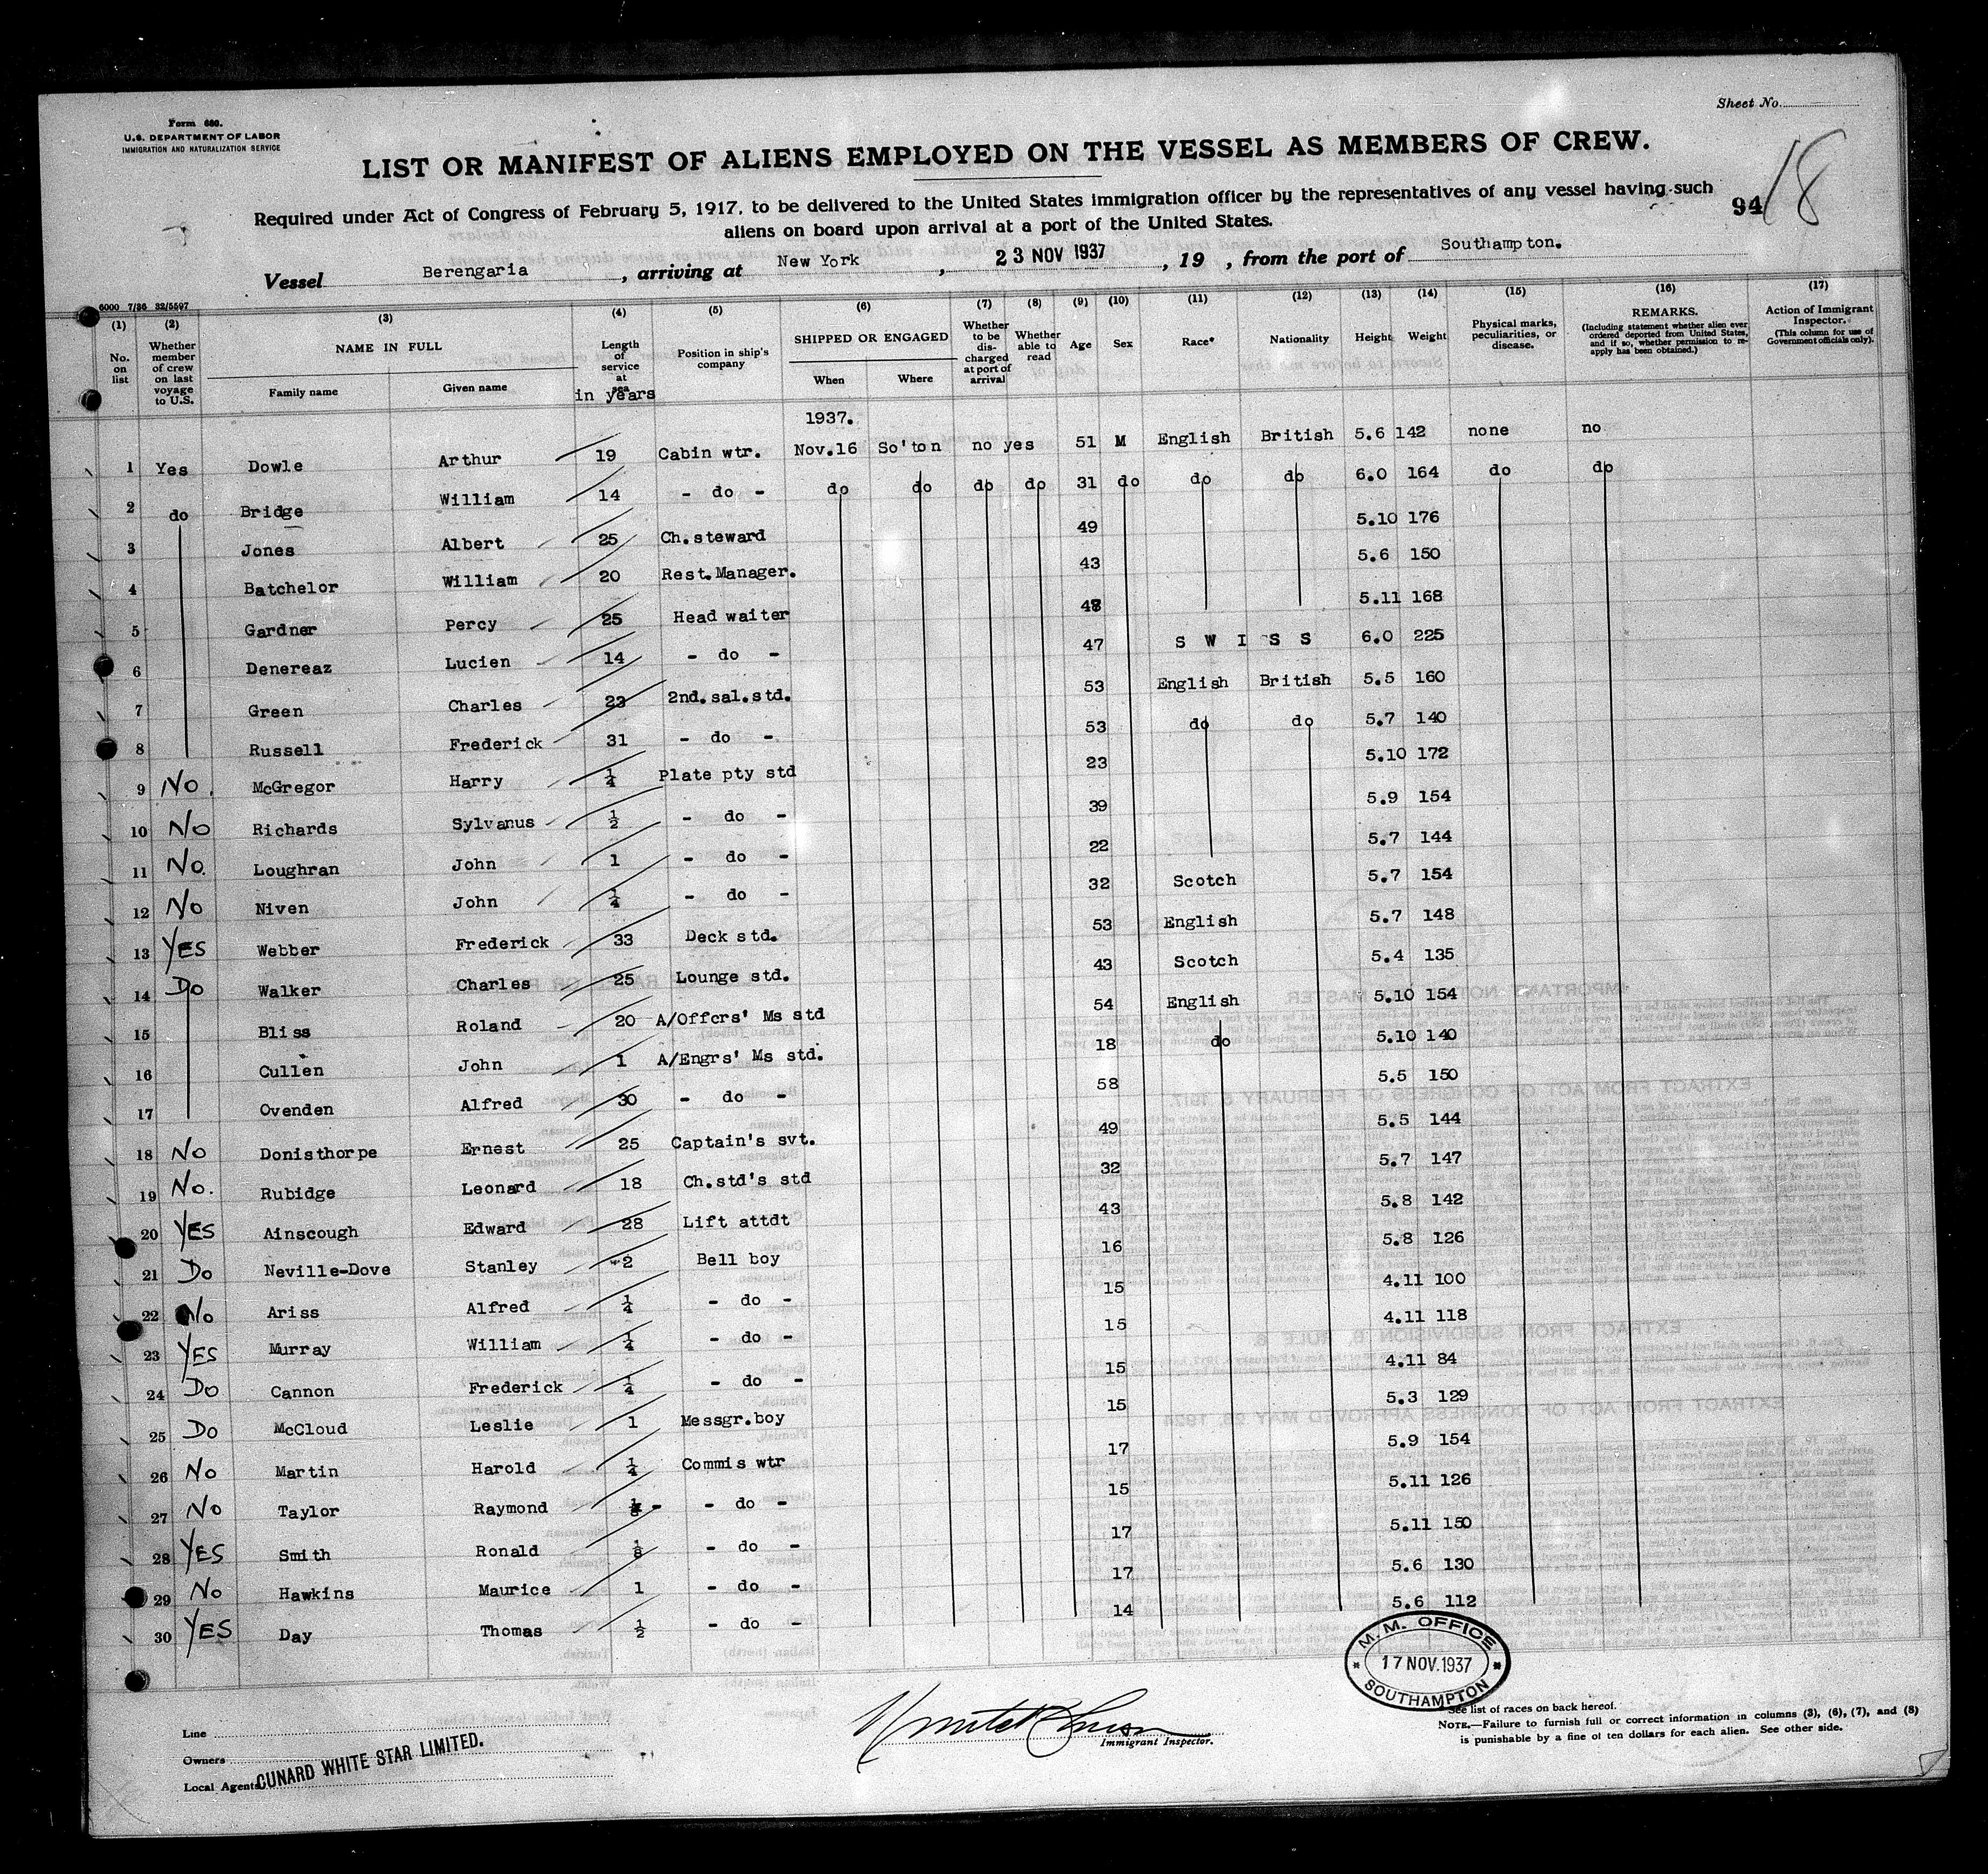 Sheet No.
Form 680.
U.S. DEPARTMENT OF LABOR
IMMIGRATION AND NATURALIZATION SERVICE
LIST OR MANIFEST OF ALIENS EMPLOYED ON THE VESSEL AS MEMBERS OF CREW.
Required under Act of Congress of February 5, 1917, to be delivered to the United States immigration officer by the representatives of any vessel having such
aliens on board upon arrival at a port of the United States.
94 18
Vessel Berengaria, arriving at New York, 23 NOV 1937, 19 , from the port of Southampton.
6000 7/36 32/5597
(1) (2) (3) (4) (5) (6) (7) (8) (9) (10) (11) (12) (13) (14) (15) (16) (17)
No. on list Whether member of crew on last voyage to U.S. NAME IN FULL Family name Given name Length of service at sea in years Position in ship's company SHIPPED OR ENGAGED When Where Whether to be discharged at port of arrival Whether able to read Age Sex Race* Nationality Height Weight Physical marks, peculiarities, or disease. REMARKS. (Including statement whether alien ever ordered deported from United States, and if so, whether permission to reapply has been obtained.) Action of Immigrant Inspector. (This column for use of Government officials only).
1937.
1 Yes Dowle Arthur 19 Cabin wtr. Nov.16 So'ton no yes 51 M English British 5.6 142 none no
2 do Bridge William 14 - do - do do do do 31 do do do 6.0 164 do do
3 Jones Albert 25 Ch.steward 49 5.10 176
4 Batchelor William 20 Rest.Manager. 43 5.6 150
5 Gardner Percy 25 Head waiter 48 5.11 168
6 Denereaz Lucien 14 - do - 47 S W I S S 6.0 225
7 Green Charles 23 2nd.sal.std. 53 English British 5.5 160
8 Russell Frederick 31 - do - 53 do do 5.7 140
9 No. McGregor Harry 1/4 Plate pty std 23 5.10 172
10 No Richards Sylvanus 1/2 - do - 39 5.9 154
11 No. Loughran John 1 - do - 22 5.7 144
12 No Niven John 1/4 - do - 32 Scotch 5.7 154
13 YES Webber Frederick 33 Deck std. 53 English 5.7 148
14 Do Walker Charles 25 Lounge std. 43 Scotch 5.4 135
15 Bliss Roland 20 A/Offcrs' Ms std 54 English 5.10 154
16 Cullen John 1 A/Engrs' Ms std. 18 do 5.10 140
17 Ovenden Alfred 30 - do - 58 5.5 150
18 No Donisthorpe Ernest 25 Captain's svt. 49 5.5 144
19 No. Rubidge Leonard 18 Ch.std's std 32 5.7 147
20 YES Ainscough Edward 28 Lift attdt 43 5.8 142
21 Do Neville-Dove Stanley 2 Bell boy 16 5.8 126
22 No Ariss Alfred 1/4 - do - 15 4.11 100
23 YES Murray William 1/4 - do - 15 4.11 118
24 Do Cannon Frederick 1/4 - do - 15 4.11 84
25 Do McCloud Leslie 1 Messgr.boy 15 5.3 129
26 No Martin Harold 1/4 Commis wtr 17 5.9 154
27 No Taylor Raymond 1/8 - - do - 15 5.11 126
28 YES Smith Ronald 1/8 - do - 17 5.11 150
29 No Hawkins Maurice 1 - do - 17 5.6 130
30 YES Day Thomas 1/2 - do - 14 5.6 112
M. M. OFFICE
17 NOV. 1937
SOUTHAMPTON
Line
Owners
Local Agents
CUNARD WHITE STAR LIMITED.
Immigrant Inspector.
See list of races on back hereof.
NOTE.—Failure to furnish full or correct information in columns (3), (6), (7), and (8)
is punishable by a fine of ten dollars for each alien. See other side.